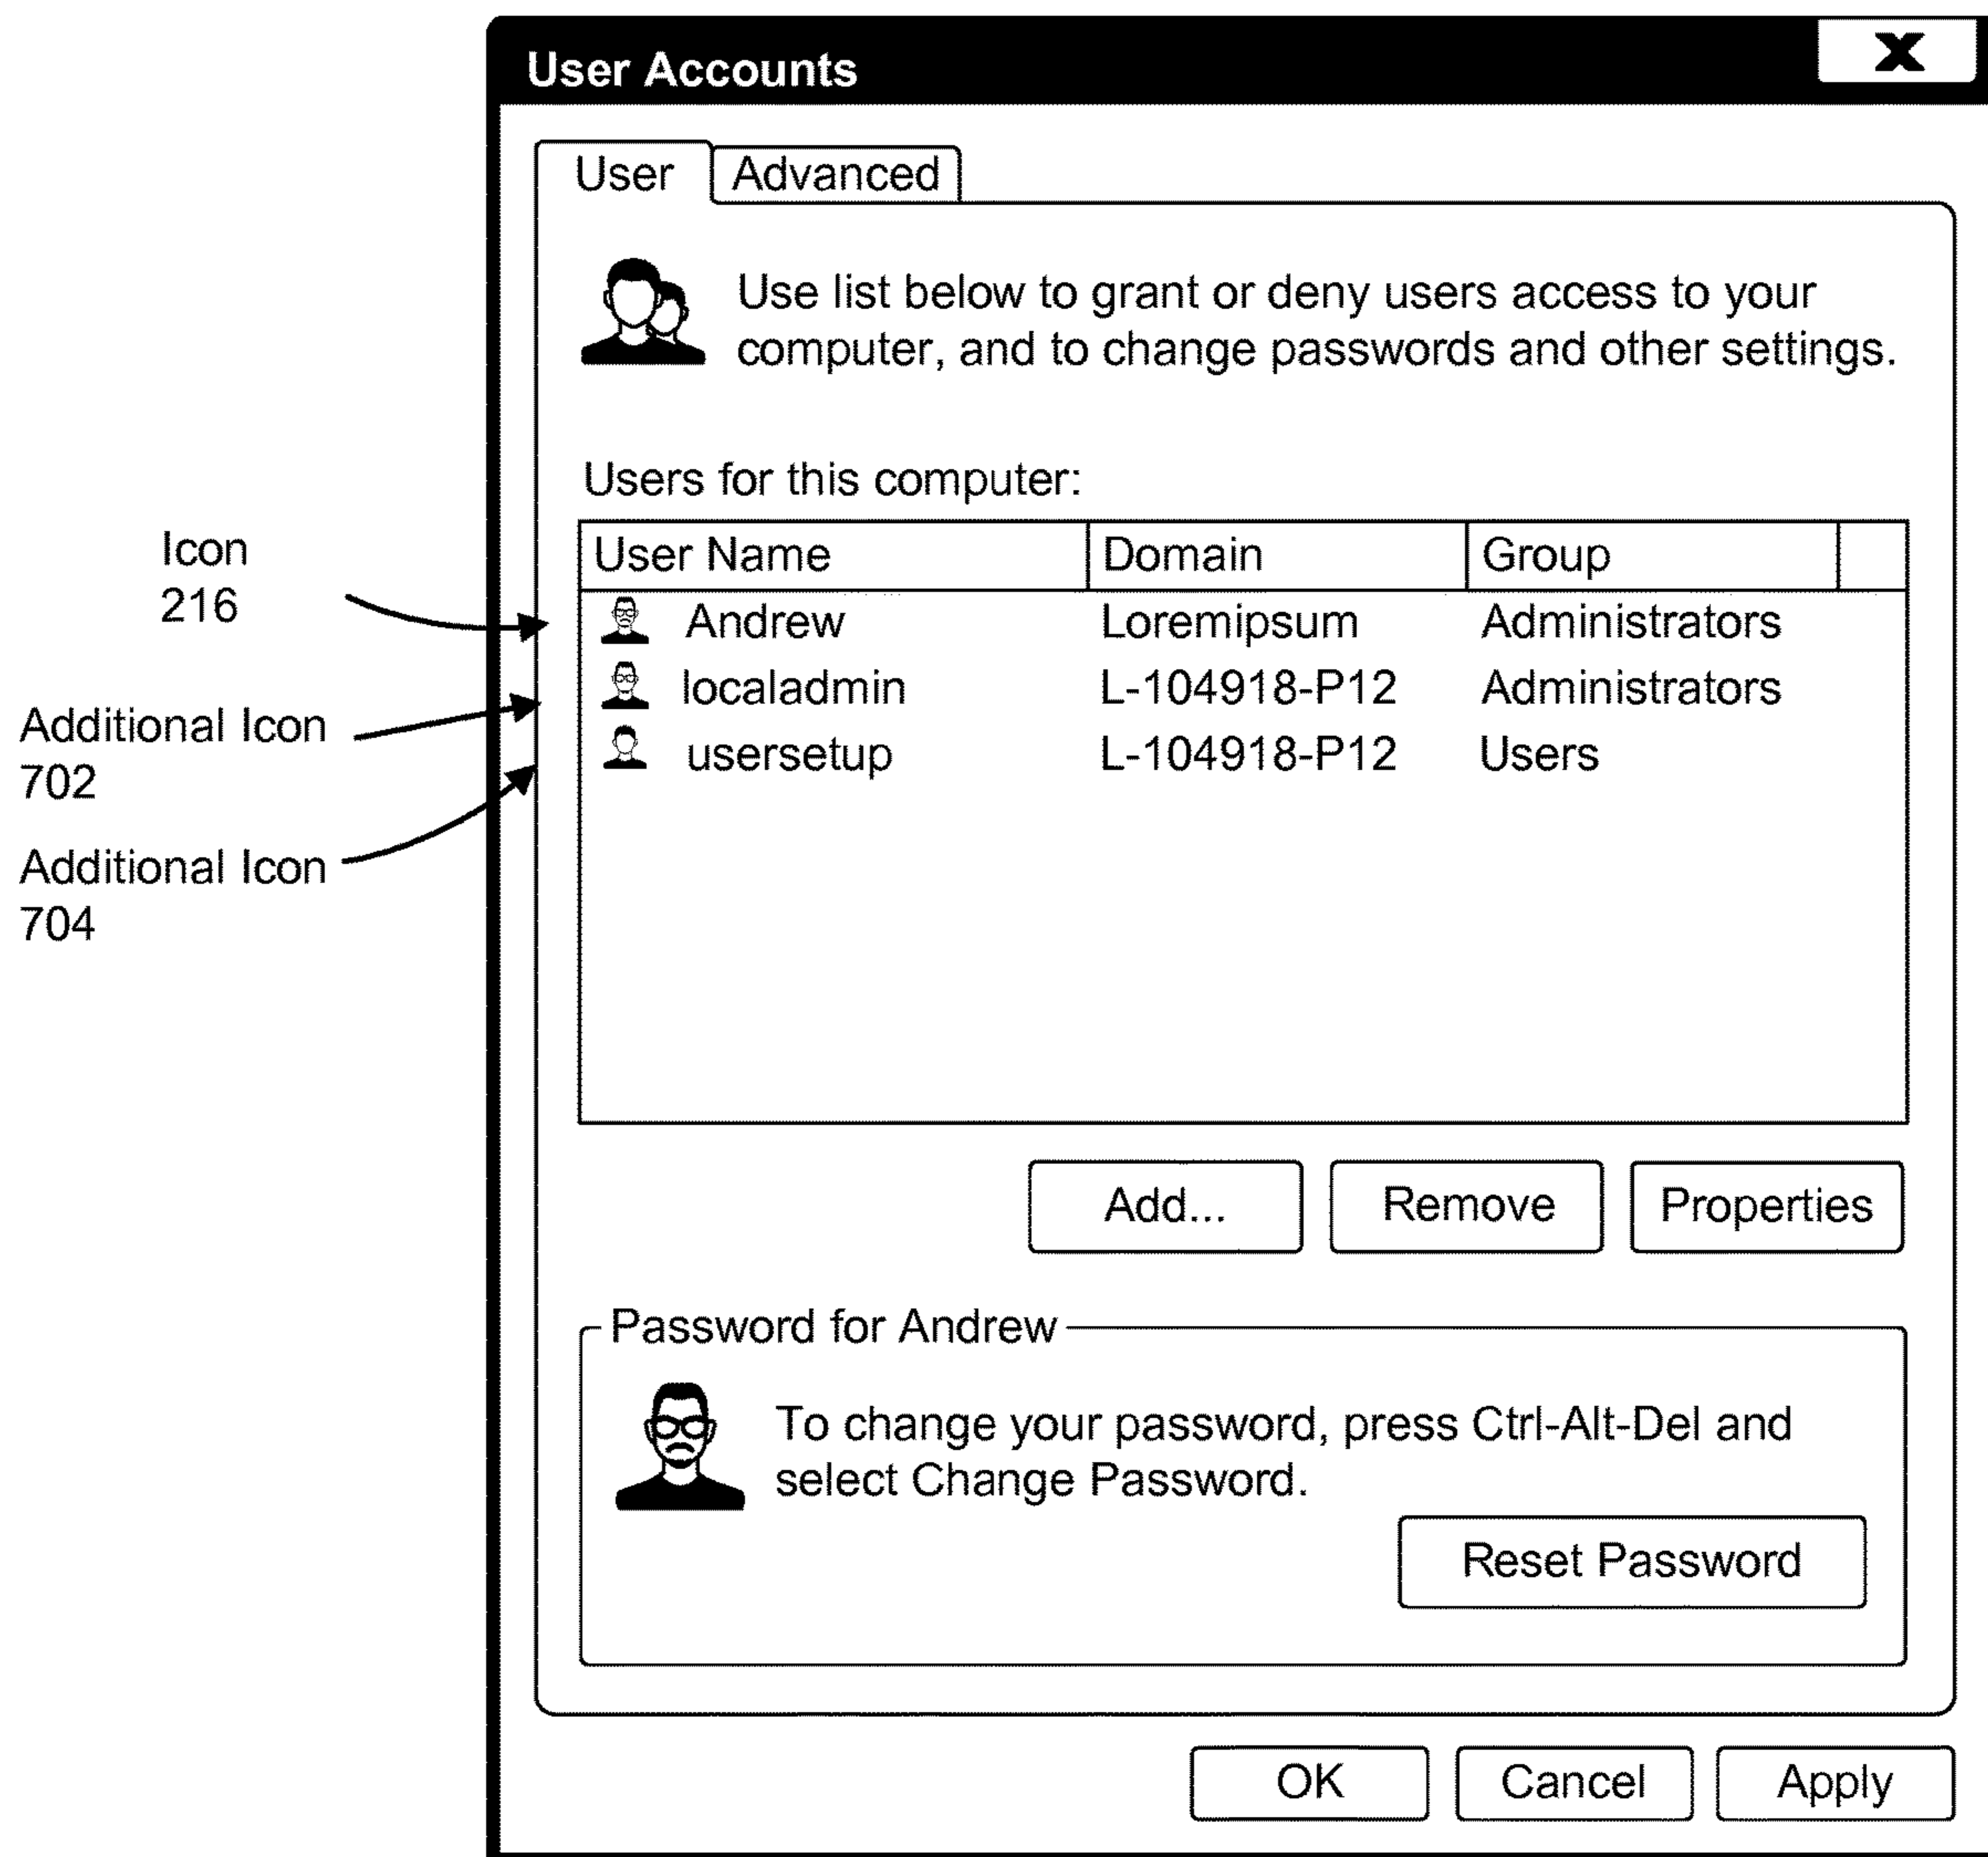 User Accounts
X
User Advanced
Use list below to grant or deny users access to your
computer, and to change passwords and other settings.
Users for this computer:
User Name Domain Group
Andrew Loremipsum Administrators
localadmin L-104918-P12 Administrators
usersetup L-104918-P12 Users
Icon
216
Additional Icon
702
Additional Icon
704
Add... Remove Properties
Password for Andrew
To change your password, press Ctrl-Alt-Del and
select Change Password.
Reset Password
OK Cancel Apply